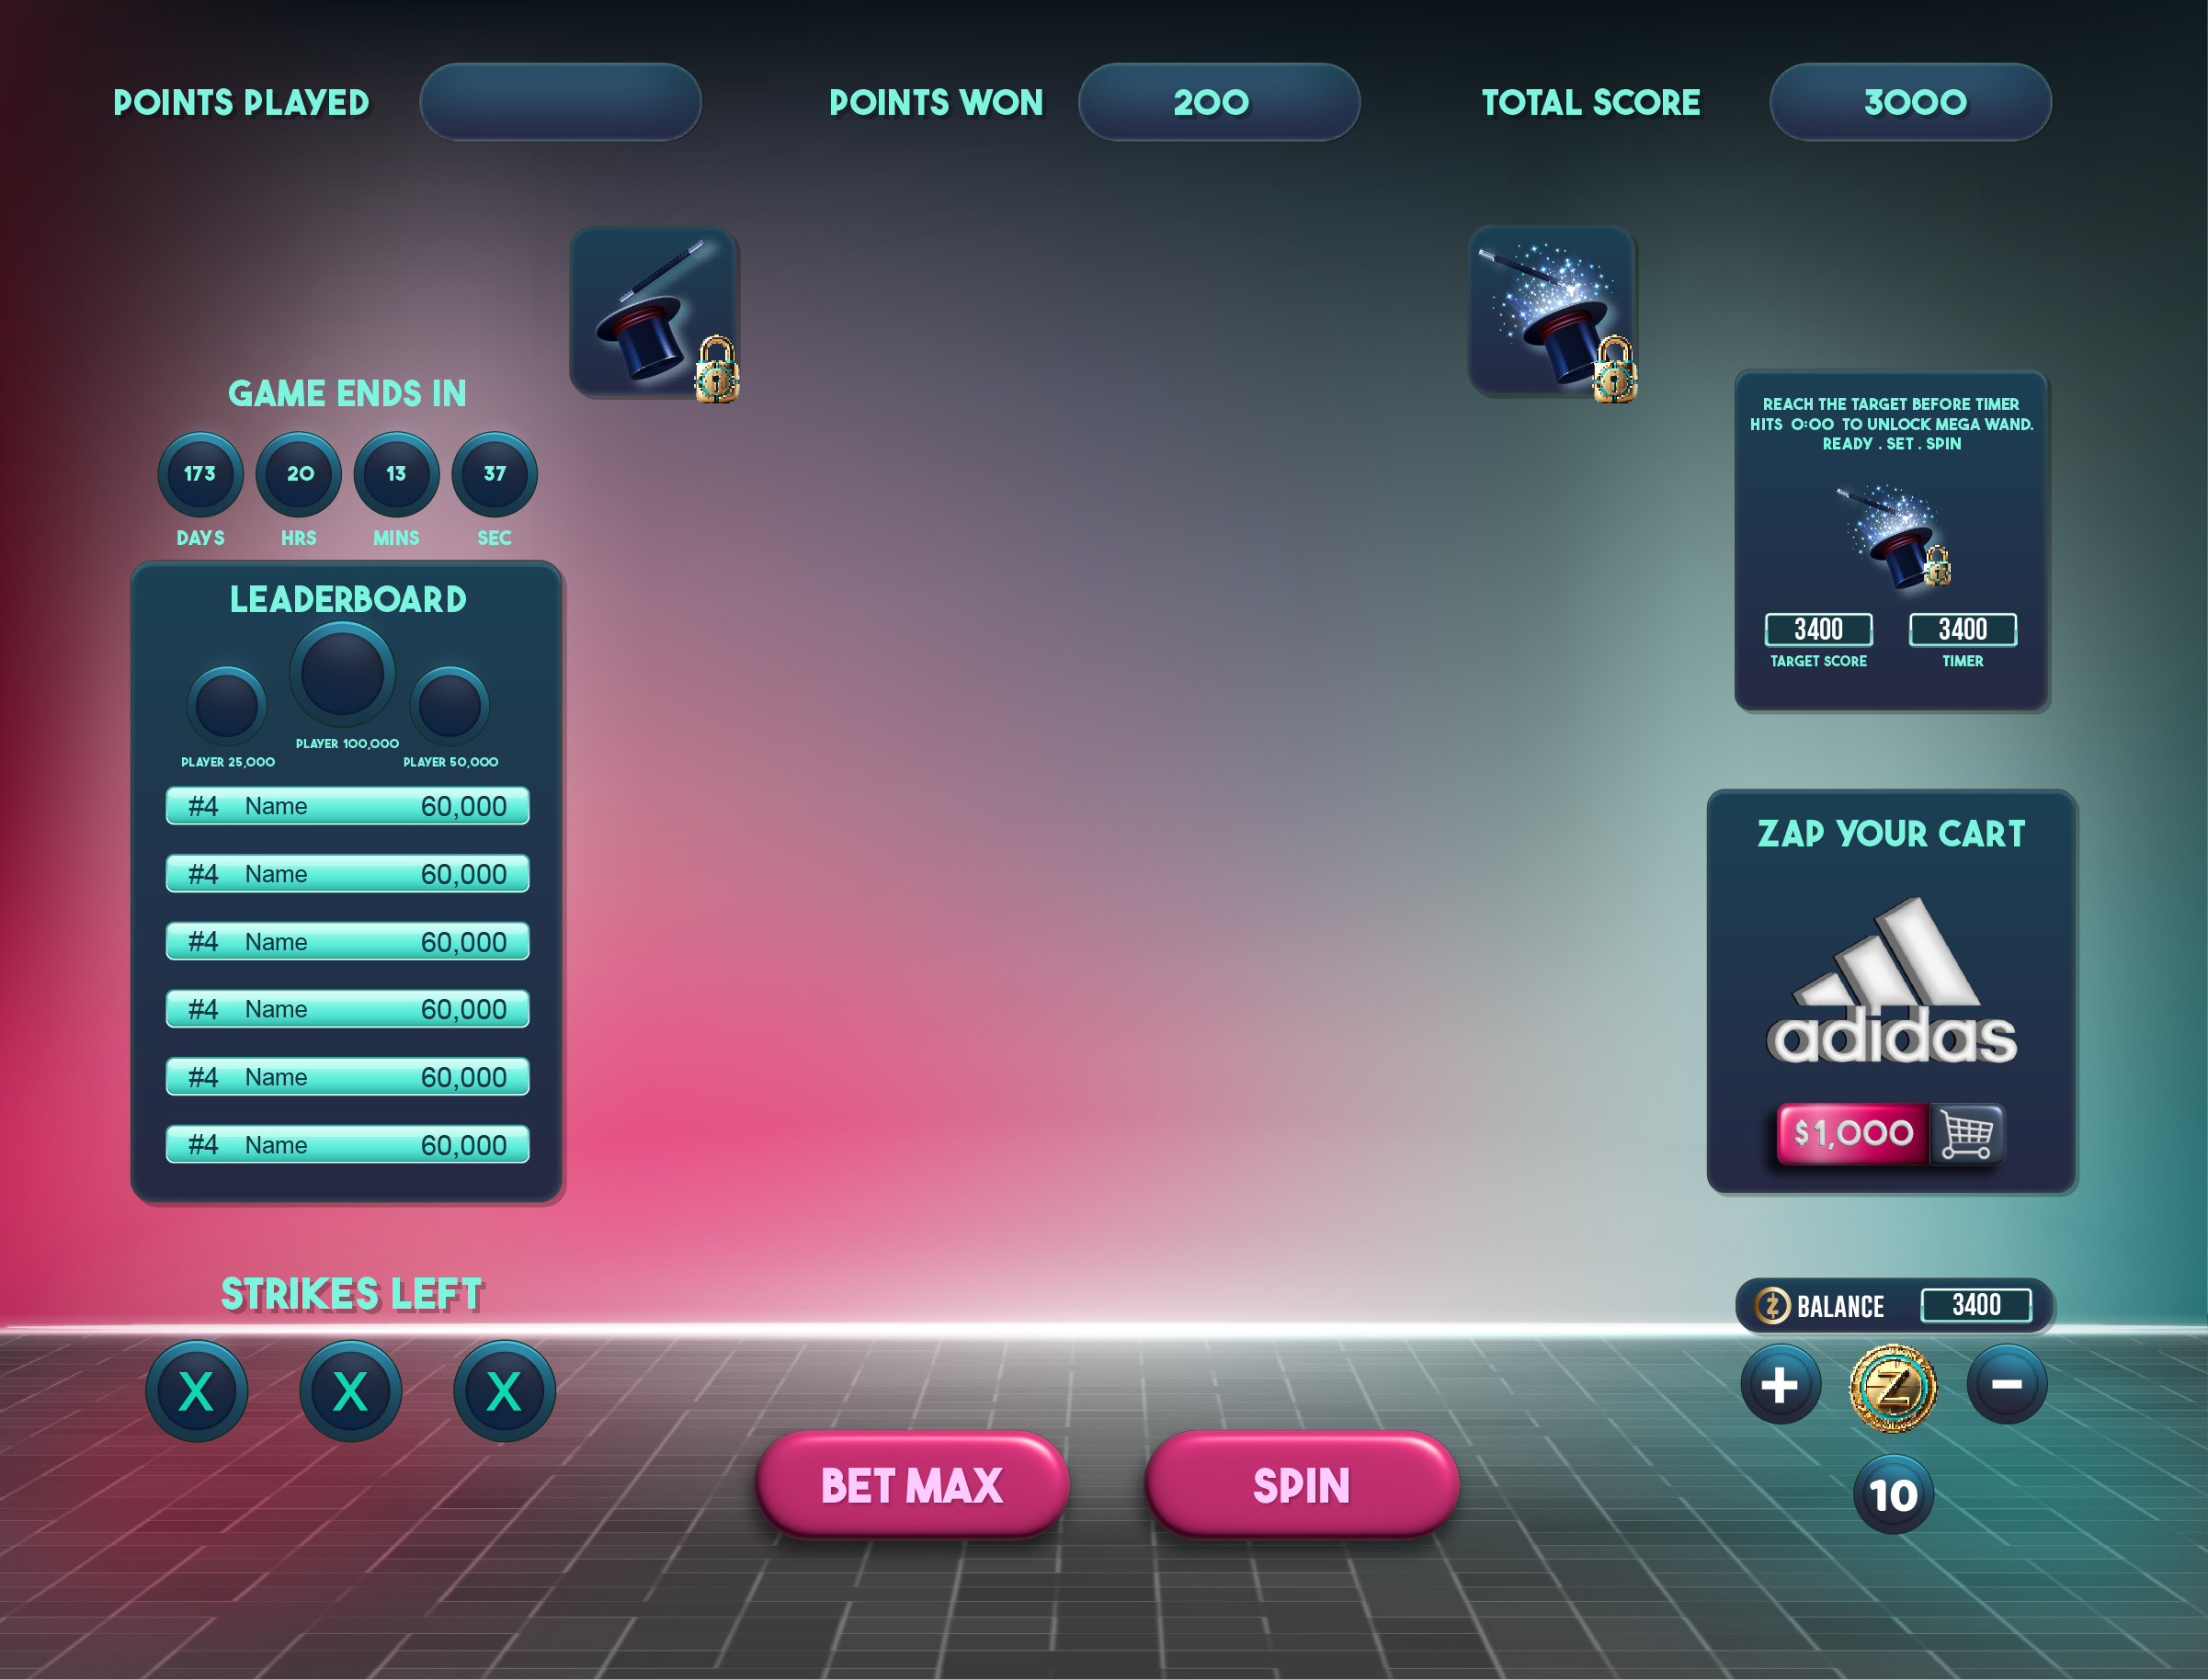 POINTS PLAYED
POINTS WON 200
TOTAL SCORE 3000
GAME ENDS IN
173 20 13 37
DAYS HRS MINS SEC
LEADERBOARD
PLAYER 100,000
PLAYER 25,000 PLAYER 50,000
#4 Name 60,000
#4 Name 60,000
#4 Name 60,000
#4 Name 60,000
#4 Name 60,000
#4 Name 60,000
STRIKES LEFT
X X X
BET MAX
SPIN
REACH THE TARGET BEFORE TIMER
HITS 0:00 TO UNLOCK MEGA WAND.
READY . SET . SPIN
3400 3400
TARGET SCORE TIMER
ZAP YOUR CART
adidas
$1,000
Z BALANCE 3400
+ Z -
10